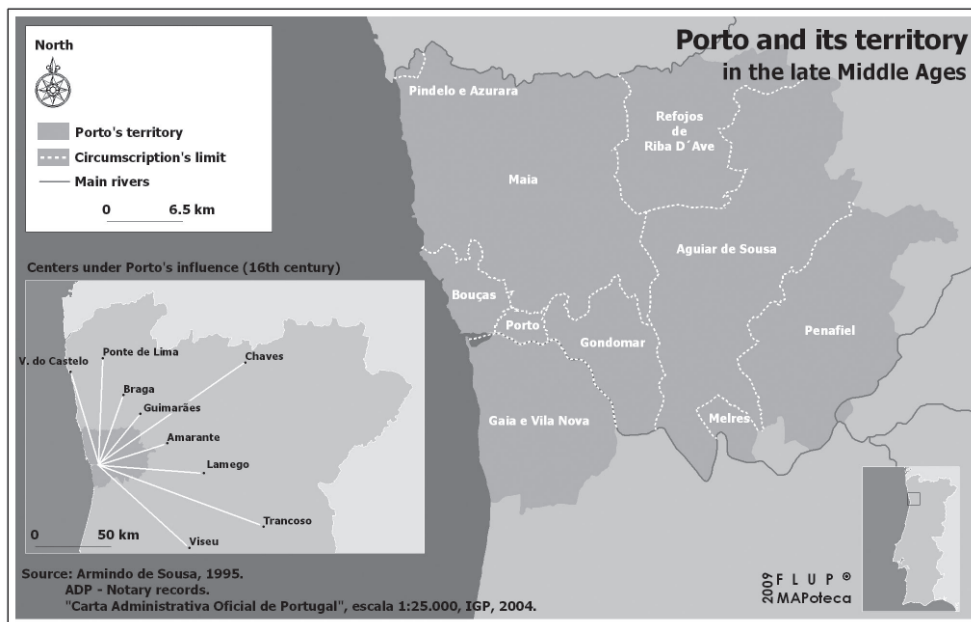 Porto and its territory
in the late Middle Ages
North
Porto's territory
Circumscription's limit
Main rivers
0 6.5 km
Pindelo e Azurara
Refojos
de
Riba D´Ave
Maia
Aguiar de Sousa
Bouças
Porto
Gondomar
Penafiel
Gaia e Vila Nova
Melres
Centers under Porto's influence (16th century)
V. do Castelo
Ponte de Lima
Chaves
Braga
Guimarães
Amarante
Lamego
Trancoso
Viseu
0 50 km
Source: Armindo de Sousa, 1995.
ADP - Notary records.
"Carta Administrativa Oficial de Portugal", escala 1:25.000, IGP, 2004.
2009
FLUP ®
MAPoteca